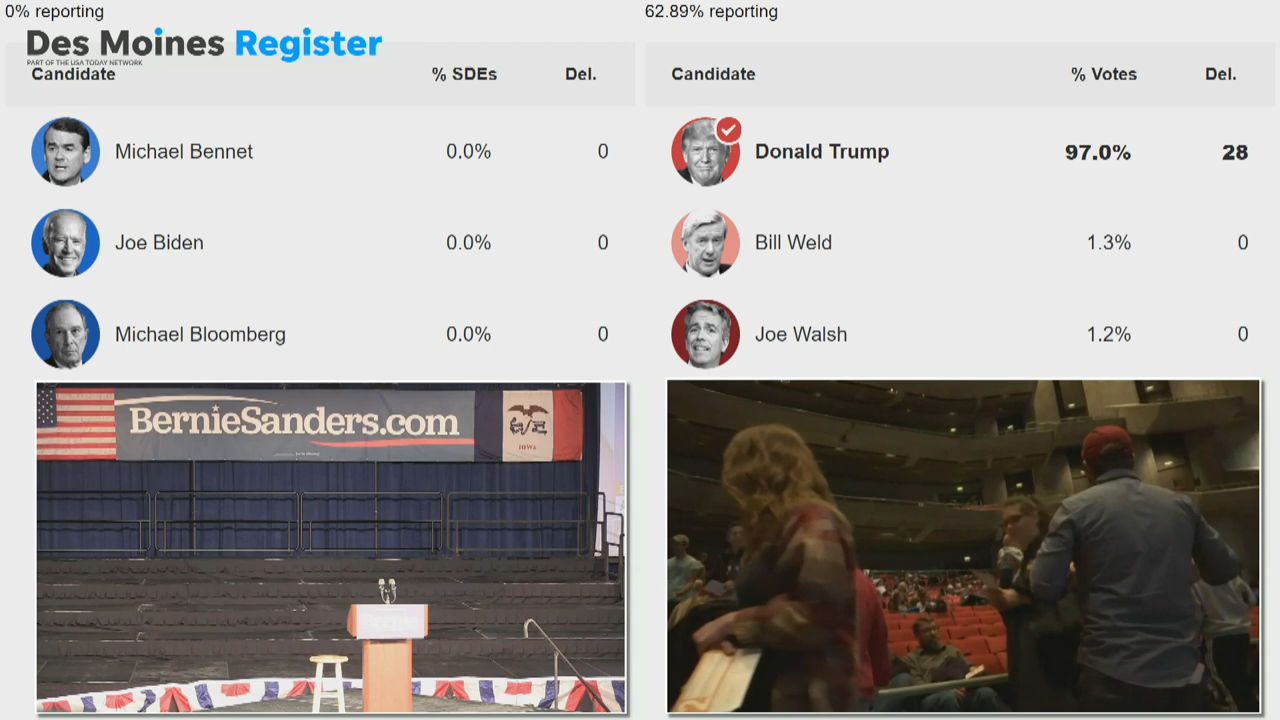 0% reporting
Des Moines Register
PART OF THE USA TODAY NETWORK
Candidate % SDEs Del.
Michael Bennet 0.0% 0
Joe Biden 0.0% 0
Michael Bloomberg 0.0% 0
62.89% reporting
Candidate % Votes Del.
Donald Trump 97.0% 28
Bill Weld 1.3% 0
Joe Walsh 1.2% 0
BernieSanders.com
IOWA